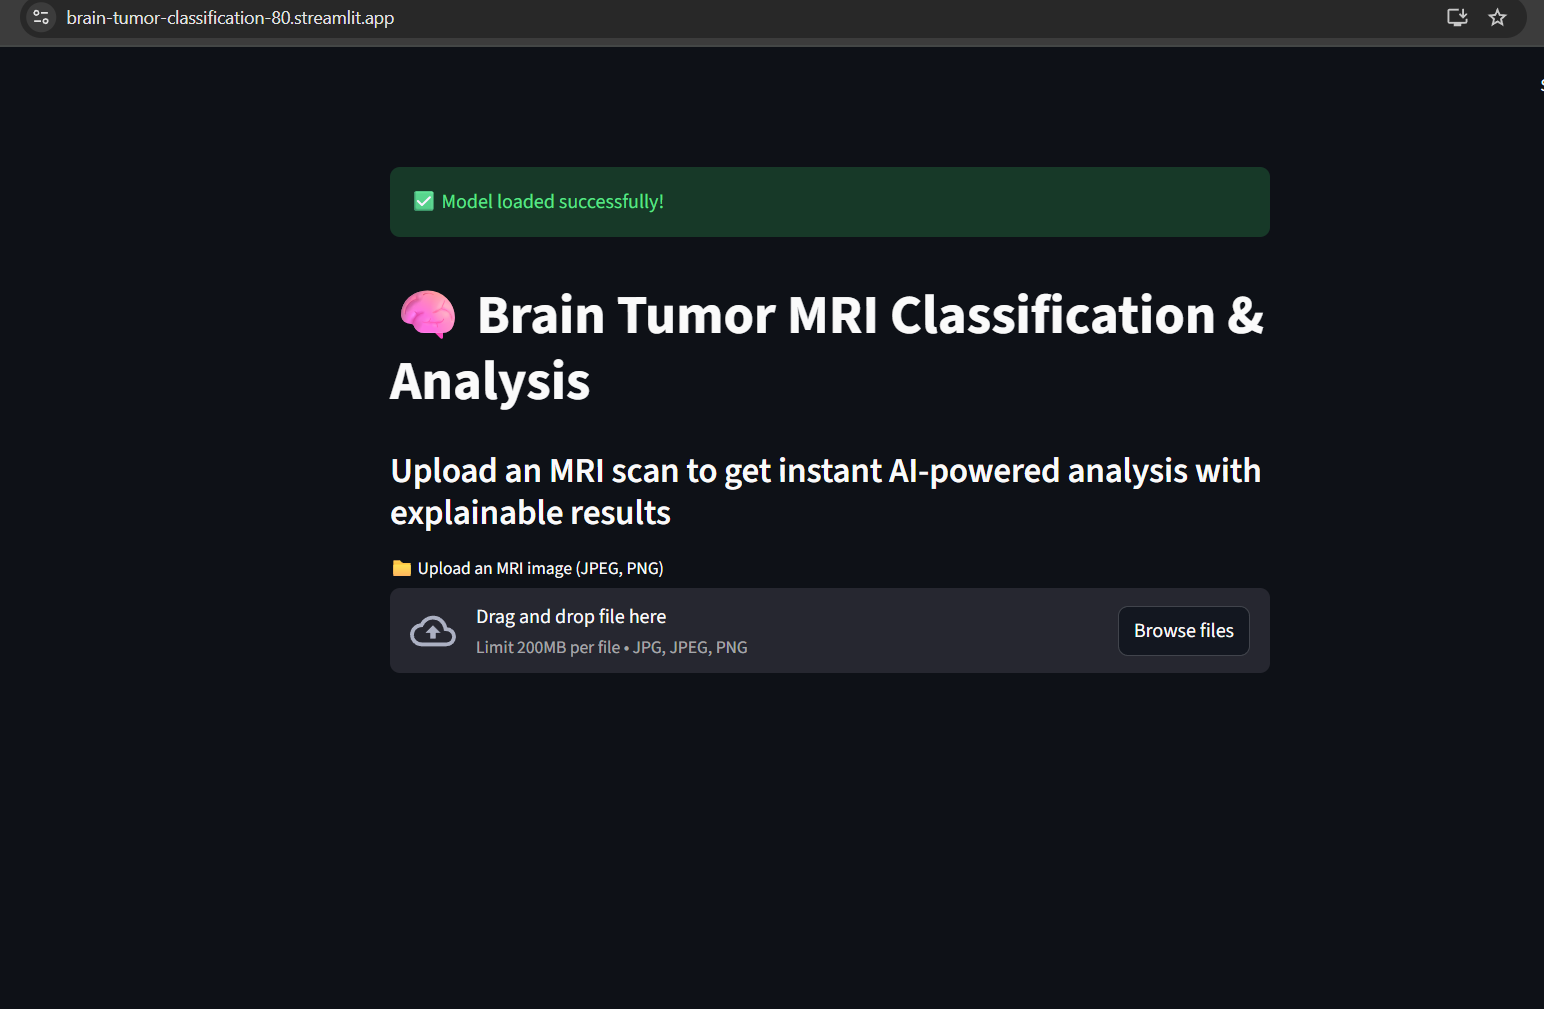 brain-tumor-classification-80.streamlit.app
✅ Model loaded successfully!
🧠 Brain Tumor MRI Classification &
Analysis
Upload an MRI scan to get instant AI-powered analysis with
explainable results
📁 Upload an MRI image (JPEG, PNG)
Drag and drop file here
Limit 200MB per file • JPG, JPEG, PNG
Browse files